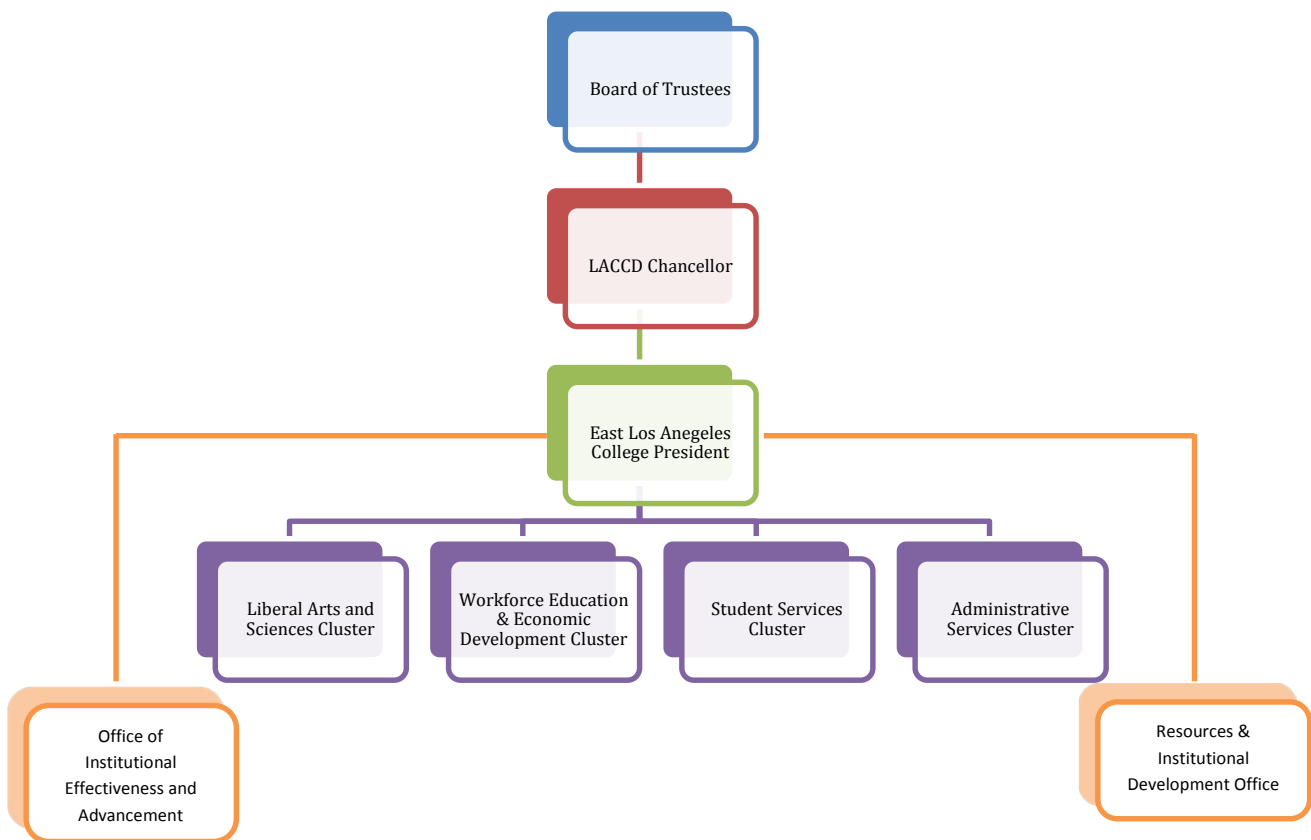 Board of Trustees
LACCD Chancellor
East Los Anegeles
College President
Liberal Arts and
Sciences Cluster
Workforce Education
& Economic
Development Cluster
Student Services
Cluster
Administrative
Services Cluster
Office of
Institutional
Effectiveness and
Advancement
Resources &
Institutional
Development Office